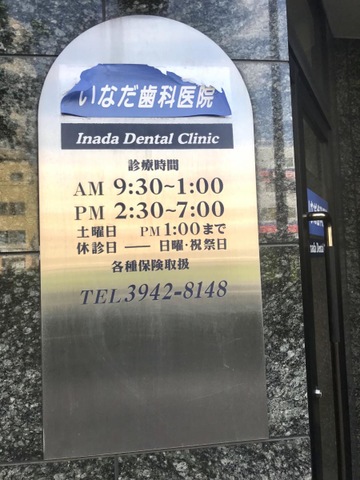 いなだ歯科医院
Inada Dental Clinic
診療時間
AM 9:30~1:00
PM 2:30~7:00
土曜日 PM 1:00まで
休診日 ― 日曜・祝祭日
各種保険取扱
TEL 3942-8148